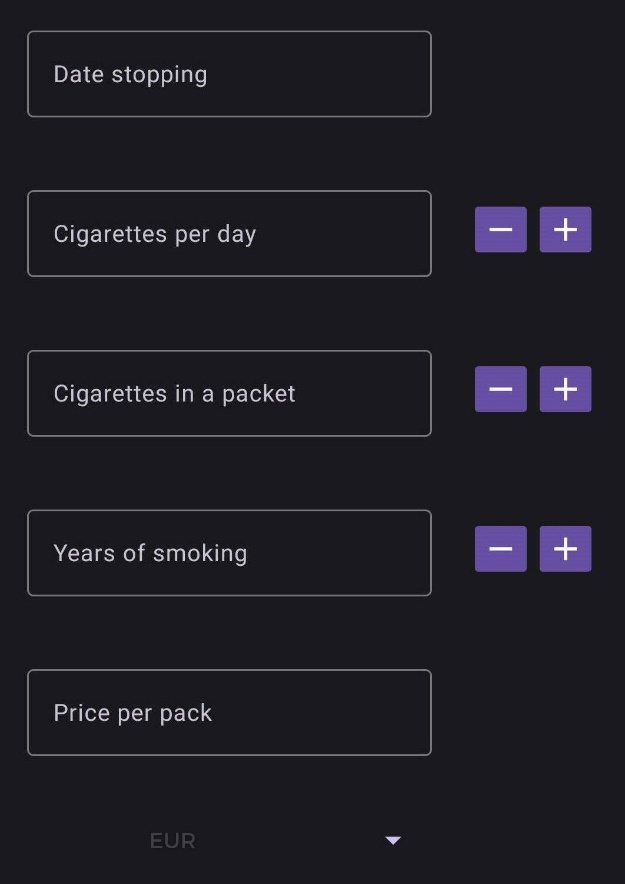 Date stopping
Cigarettes per day
Cigarettes in a packet
Years of smoking
Price per pack
EUR